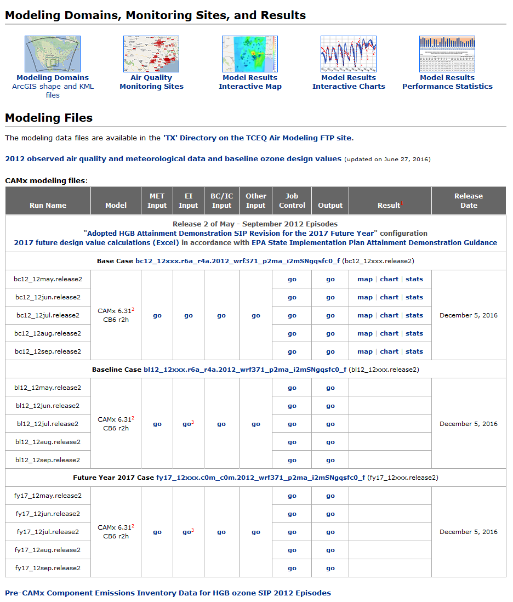 Modeling Domains, Monitoring Sites, and Results
Modeling Domains
ArcGIS shape and KML
files
Air Quality
Monitoring Sites
Model Results
Interactive Map
Model Results
Interactive Charts
Model Results
Performance Statistics
Modeling Files
The modeling data files are available in the 'TX' Directory on the TCEQ Air Modeling FTP site.
2012 observed air quality and meteorological data and baseline ozone design values (updated on June 27, 2016)
CAMx modeling files:
Run Name Model MET Input EI Input BC/IC Input Other Input Job Control Output Result Release Date
Release 2 of May - September 2012 Episodes
"Adopted HGB Attainment Demonstration SIP Revision for the 2017 Future Year" configuration
2017 future design value calculations (Excel) in accordance with EPA State Implementation Plan Attainment Demonstration Guidance
Base Case bc12_12xxx.r6a_r4a.2012_wrf371_p2ma_i2mSNgqsfc0_f (bc12_12xxx.release2)
bc12_12may.release2 go go map | chart | stats
bc12_12jun.release2 go go map | chart | stats
bc12_12jul.release2 CAMx 6.31² CB6 r2h go go go go go go map | chart | stats December 5, 2016
bc12_12aug.release2 go go map | chart | stats
bc12_12sep.release2 go go map | chart | stats
Baseline Case bl12_12xxx.r6a_r4a.2012_wrf371_p2ma_i2mSNgqsfc0_f (bl12_12xxx.release2)
bl12_12may.release2 go go
bl12_12jun.release2 go go
bl12_12jul.release2 CAMx 6.31² CB6 r2h go go¹ go go go go December 5, 2016
bl12_12aug.release2 go go
bl12_12sep.release2 go go
Future Year 2017 Case fy17_12xxx.c0m_c0m.2012_wrf371_p2ma_i2mSNgqsfc0_f (fy17_12xxx.release2)
fy17_12may.release2 go go
fy17_12jun.release2 go go
fy17_12jul.release2 CAMx 6.31² CB6 r2h go go¹ go go go go December 5, 2016
fy17_12aug.release2 go go
fy17_12sep.release2 go go
Pre-CAMx Component Emissions Inventory Data for HGB ozone SIP 2012 Episodes